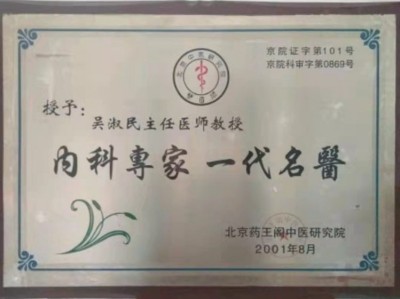 京院证字第101号
京院科审字第0869号
授予:
吴淑民主任医师教授
内科專家 一代名醫
北京药王阁中医研究院
2001年8月